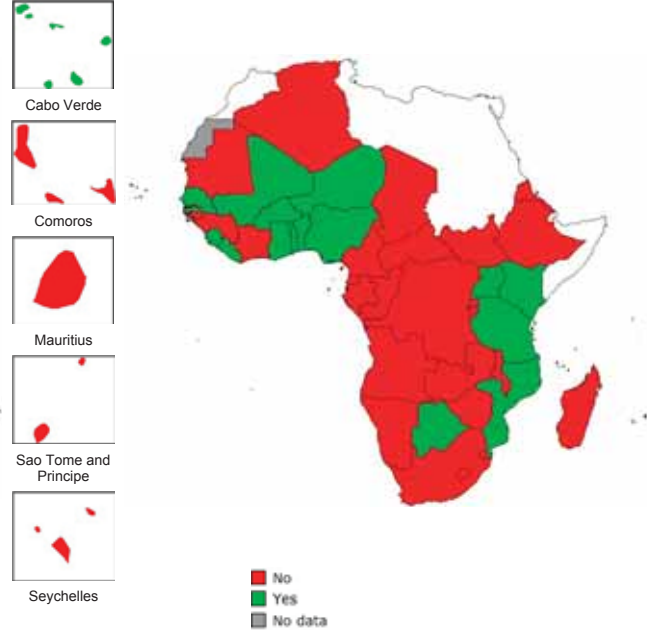 Cabo Verde
Comoros
Mauritius
Sao Tome and
Principe
Seychelles
No
Yes
No data